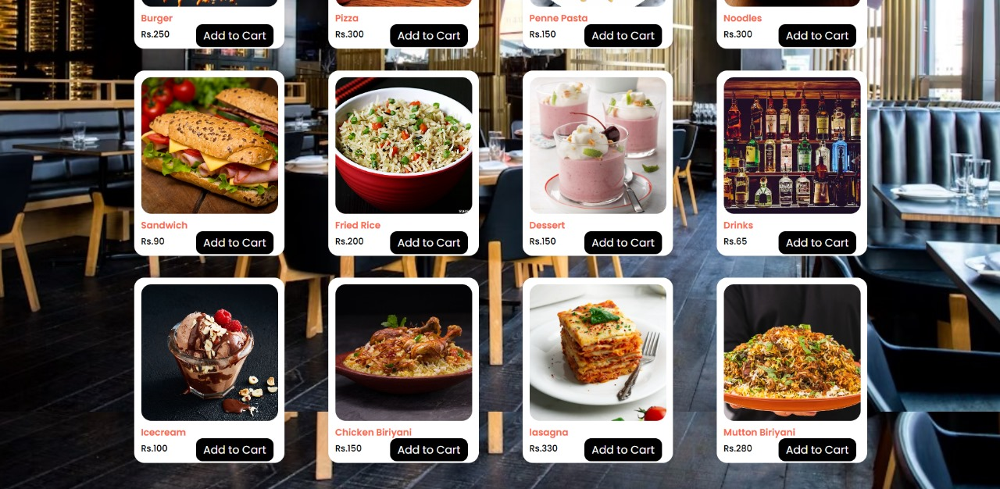 Burger
Rs.250 Add to Cart
Pizza
Rs.300 Add to Cart
Penne Pasta
Rs.150 Add to Cart
Noodles
Rs.300 Add to Cart
Sandwich
Rs.90 Add to Cart
Fried Rice
Rs.200 Add to Cart
Dessert
Rs.150 Add to Cart
Drinks
Rs.65 Add to Cart
Icecream
Rs.100 Add to Cart
Chicken Biriyani
Rs.150 Add to Cart
lasagna
Rs.330 Add to Cart
Mutton Biriyani
Rs.280 Add to Cart